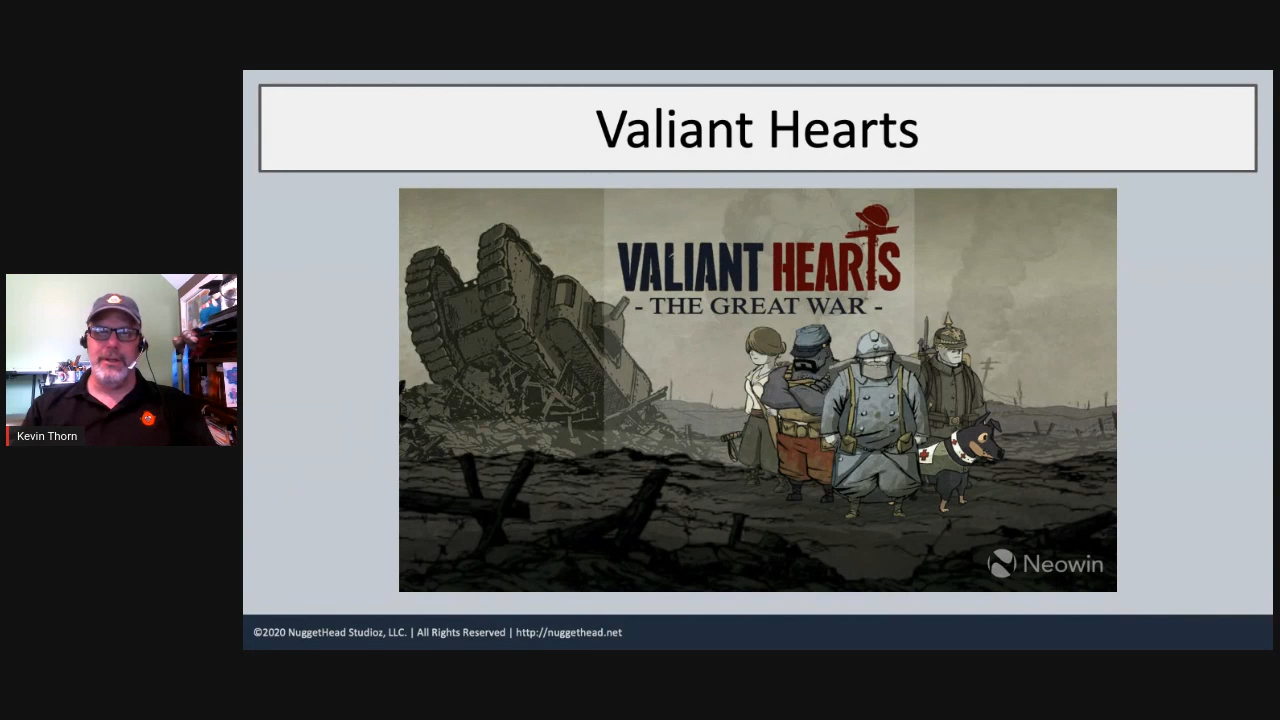 Valiant Hearts
VALIANT HEARTS
- THE GREAT WAR -
Neowin
Kevin Thorn
©2020 NuggetHead Studioz, LLC. | All Rights Reserved | http://nuggethead.net